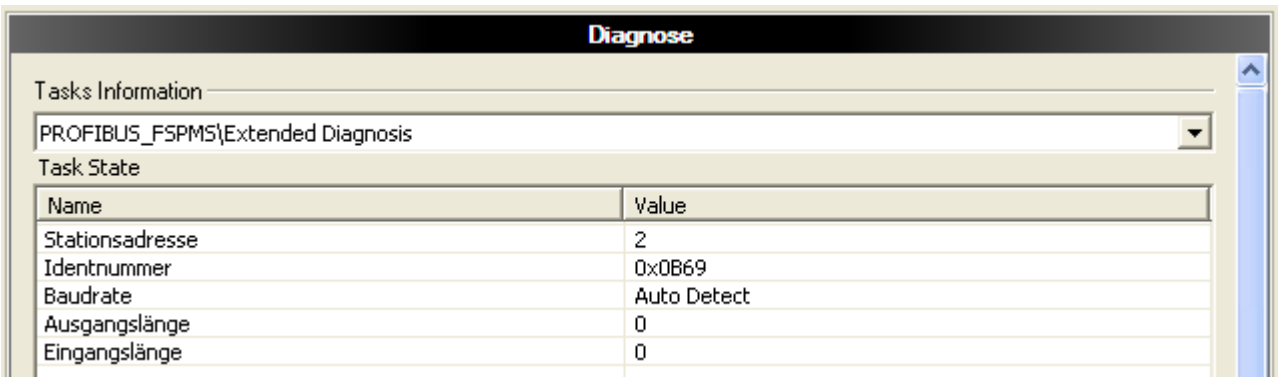 Diagnose
Tasks Information
PROFIBUS_FSPMS\Extended Diagnosis
Task State
Name Value
Stationsadresse 2
Identnummer 0x0B69
Baudrate Auto Detect
Ausgangslänge 0
Eingangslänge 0